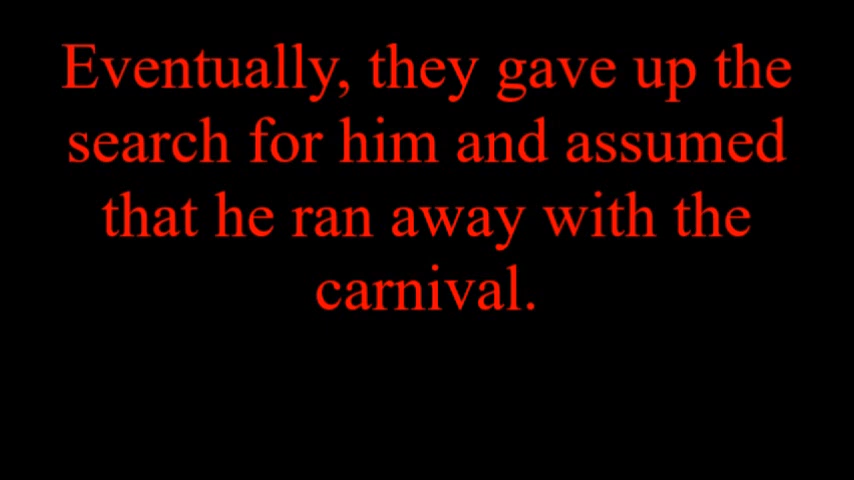 Eventually, they gave up the
search for him and assumed
that he ran away with the
carnival.